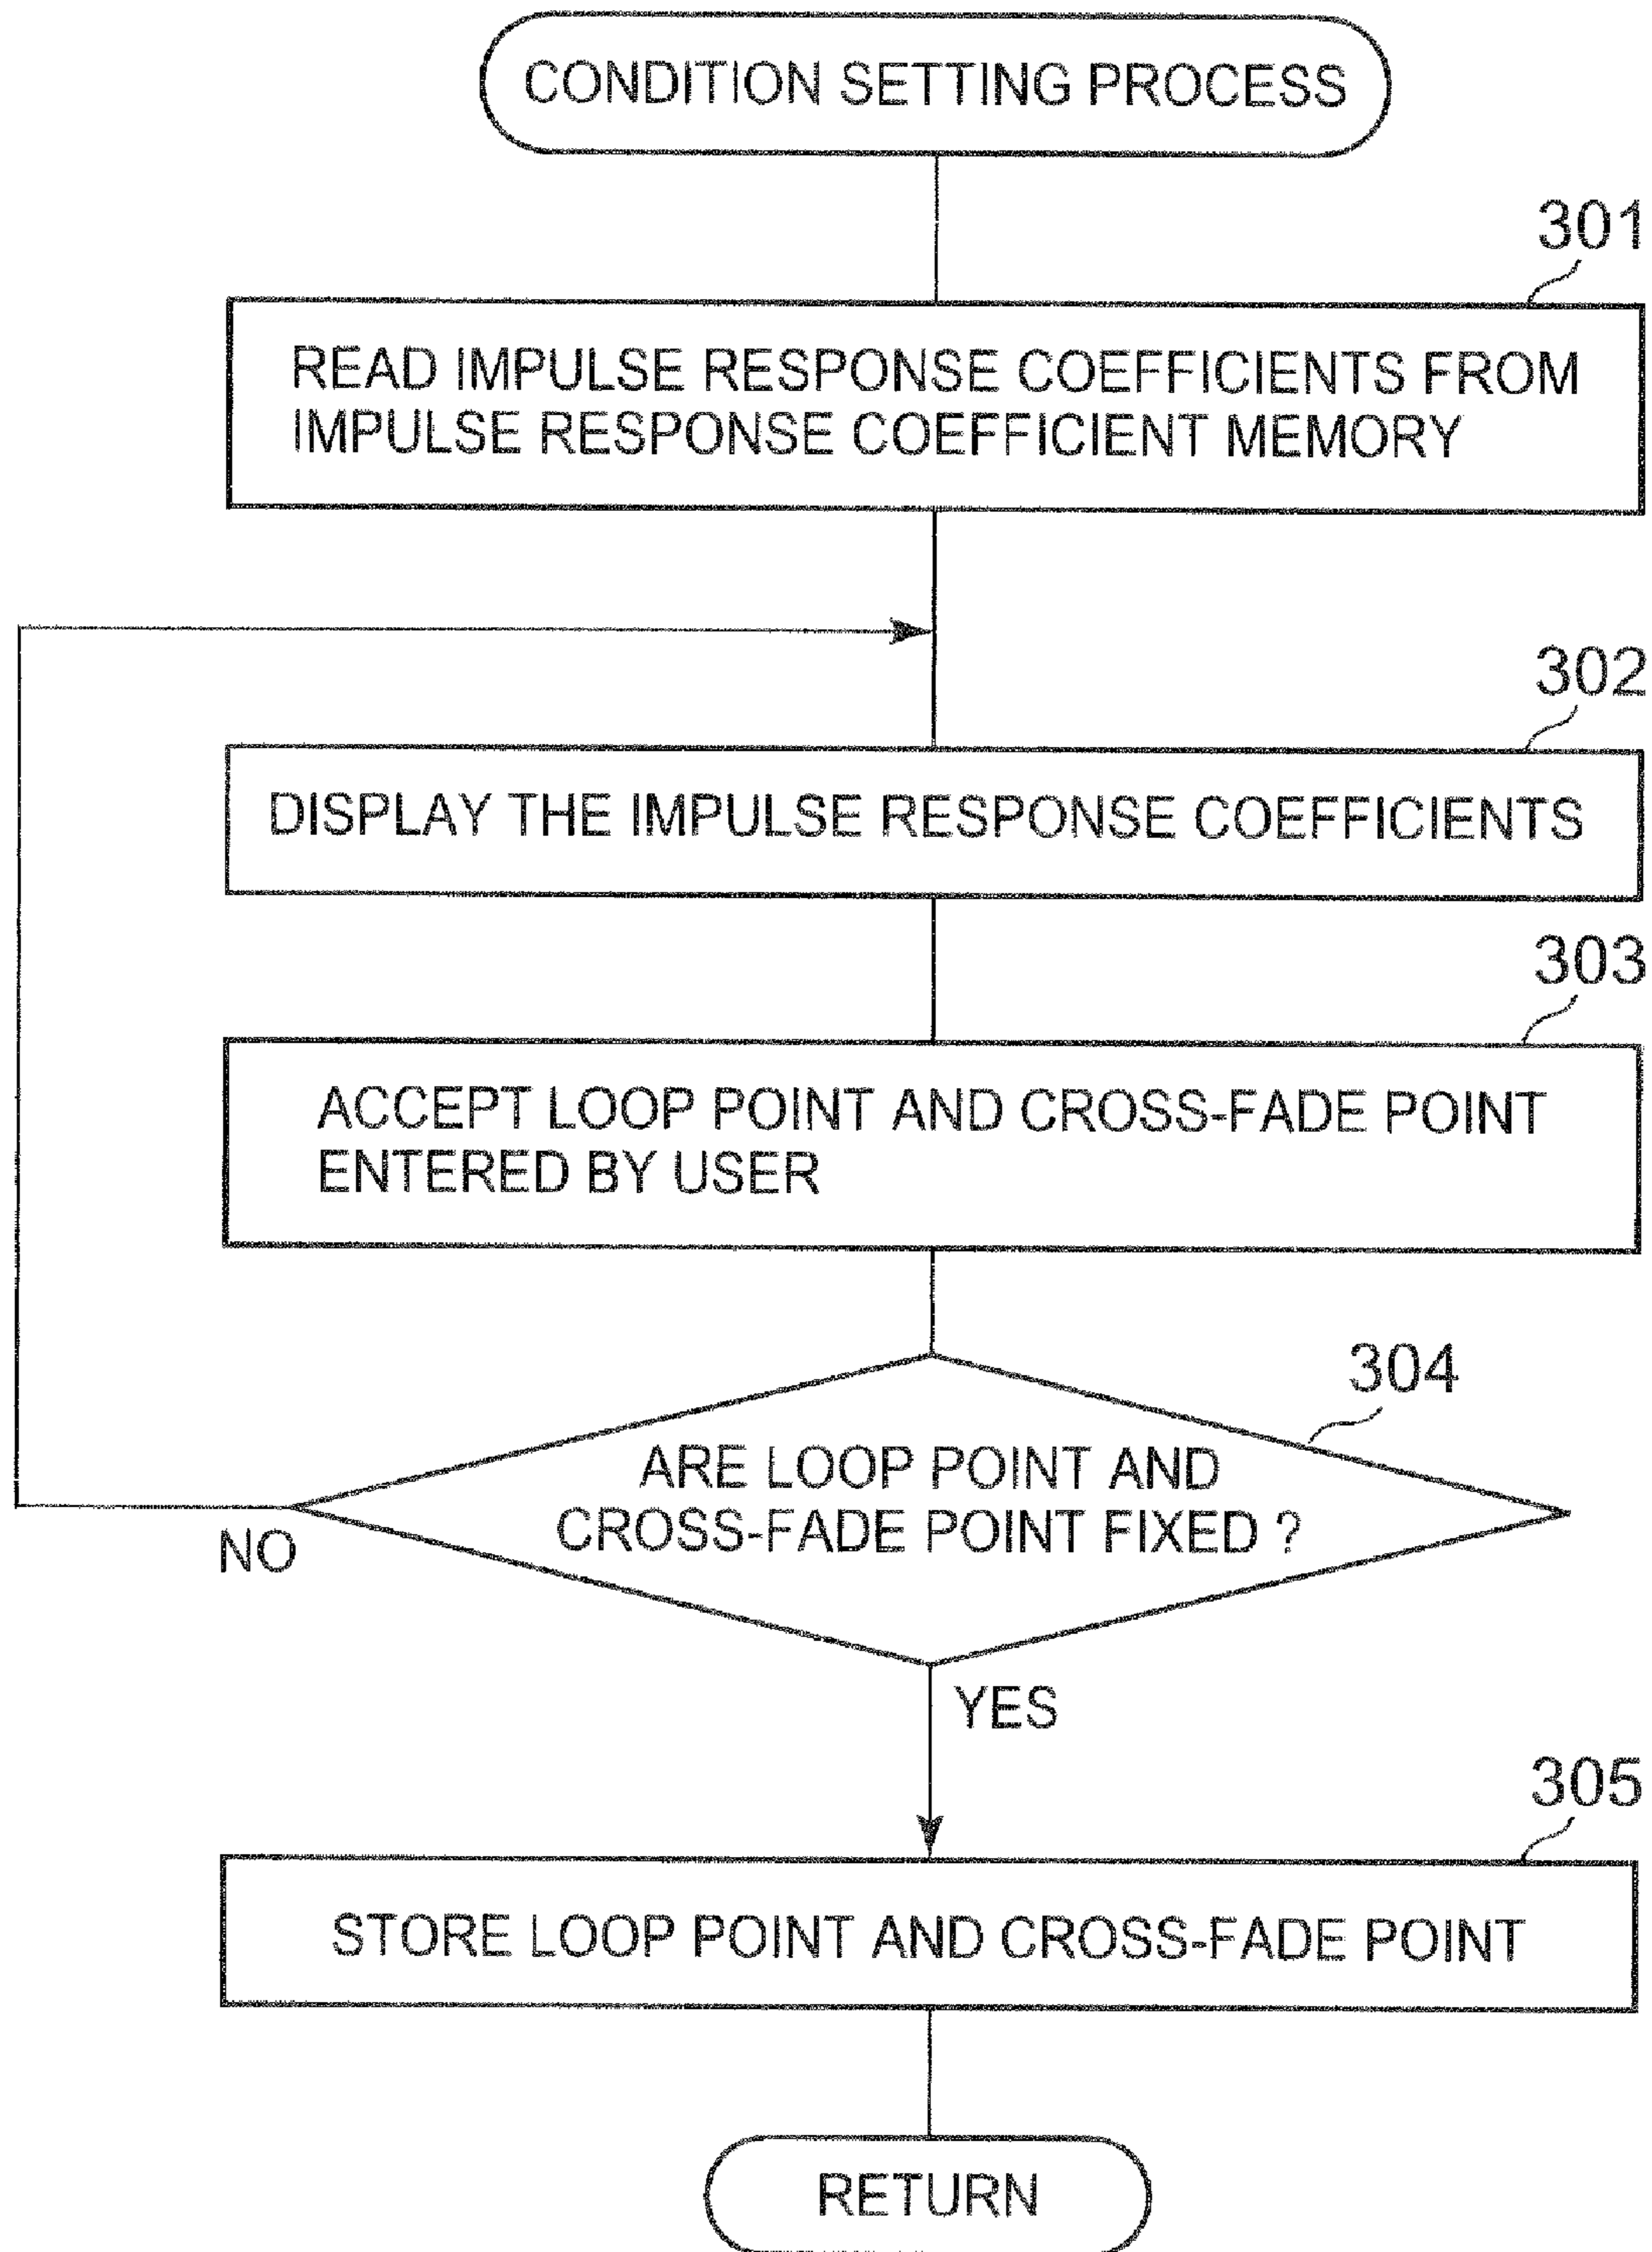 CONDITION SETTING PROCESS
301
READ IMPULSE RESPONSE COEFFICIENTS FROM
IMPULSE RESPONSE COEFFICIENT MEMORY
302
DISPLAY THE IMPULSE RESPONSE COEFFICIENTS
303
ACCEPT LOOP POINT AND CROSS-FADE POINT
ENTERED BY USER
304
ARE LOOP POINT AND
CROSS-FADE POINT FIXED ?
NO
YES
305
STORE LOOP POINT AND CROSS-FADE POINT
RETURN